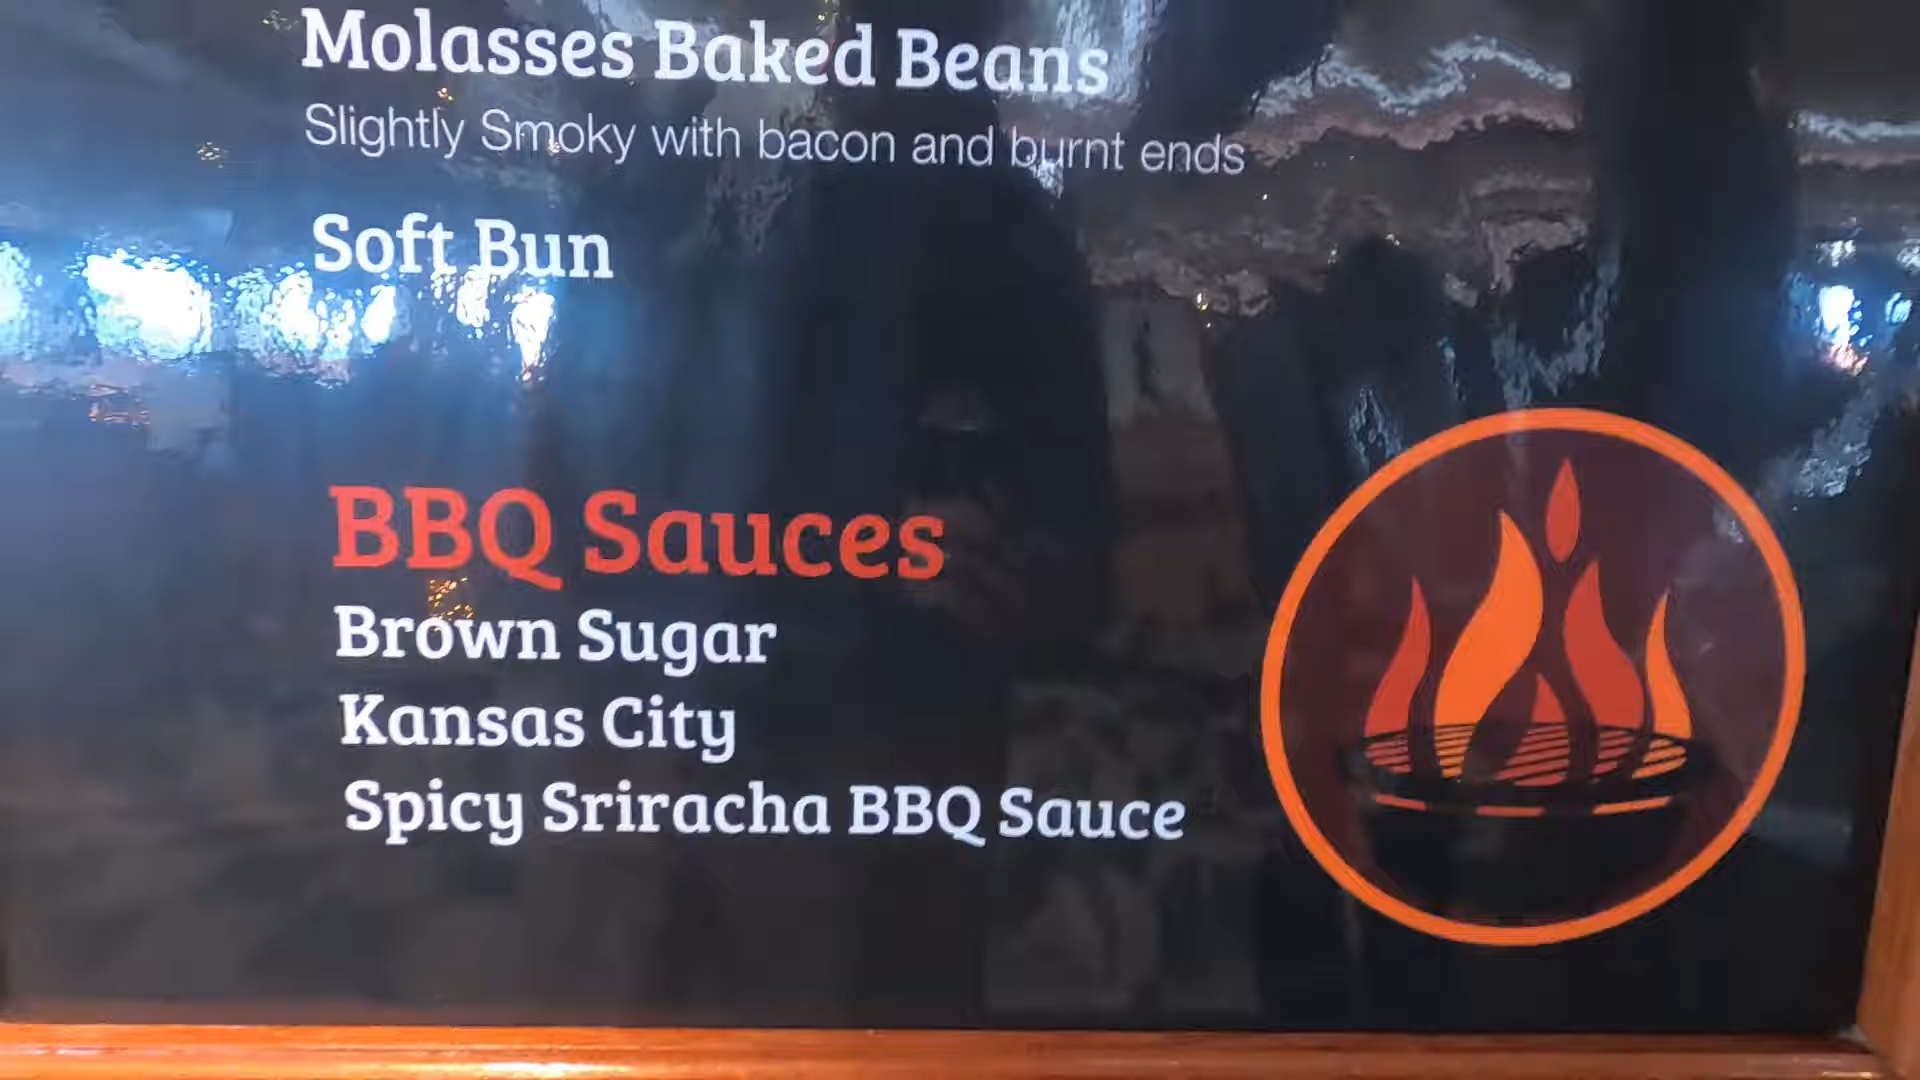 Molasses Baked Beans
Slightly Smoky with bacon and burnt ends
Soft Bun
BBQ Sauces
Brown Sugar
Kansas City
Spicy Sriracha BBQ Sauce